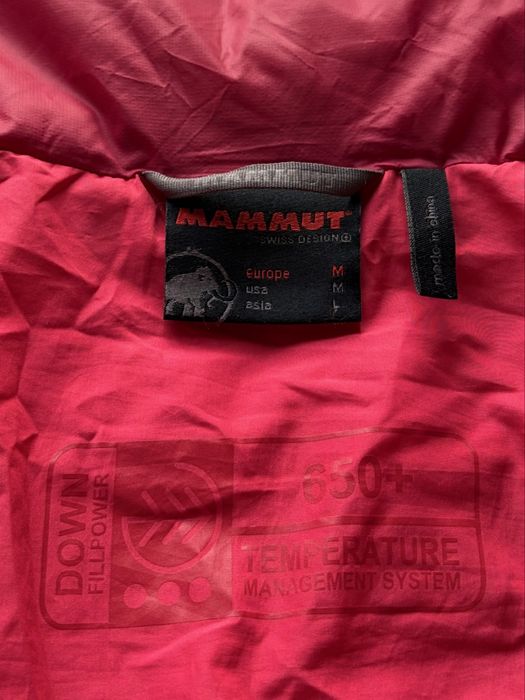 MAMMUT
SWISS DESIGN
europe M
usa M
asia L
made in china
DOWN
FILLPOWER
650+
TEMPERATURE
MANAGEMENT SYSTEM